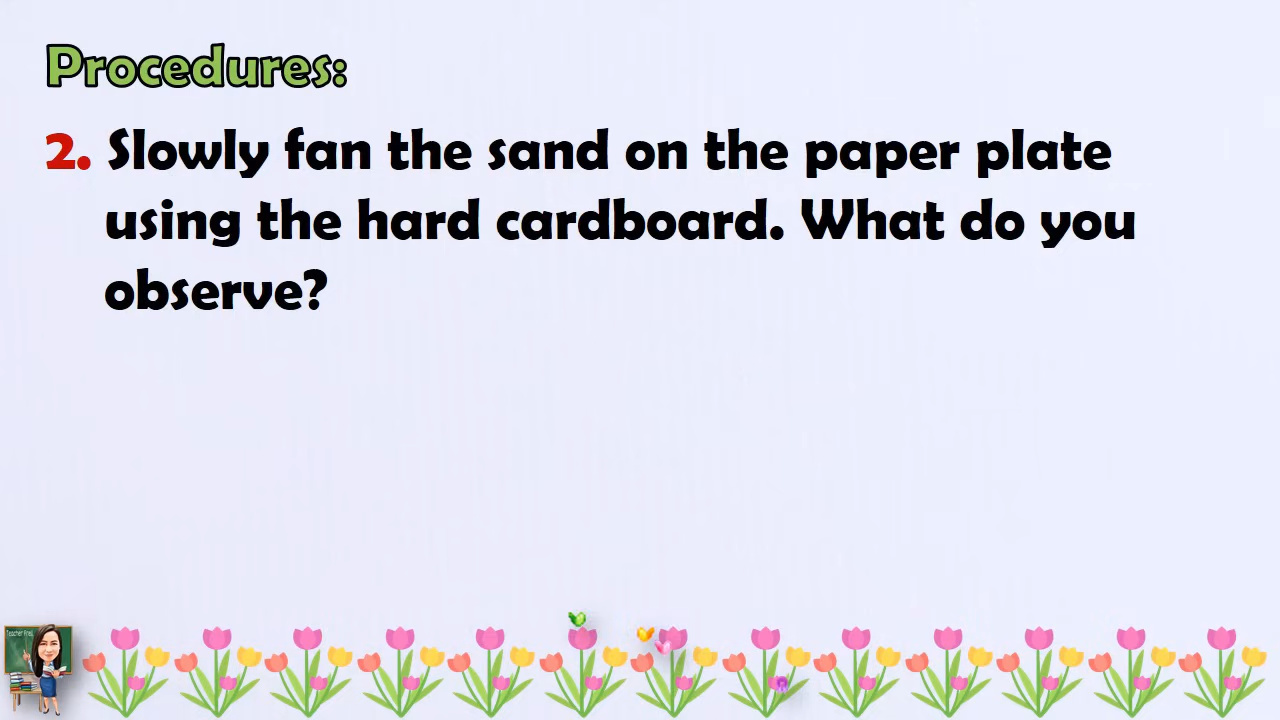 Procedures:
2. Slowly fan the sand on the paper plate
using the hard cardboard. What do you
observe?